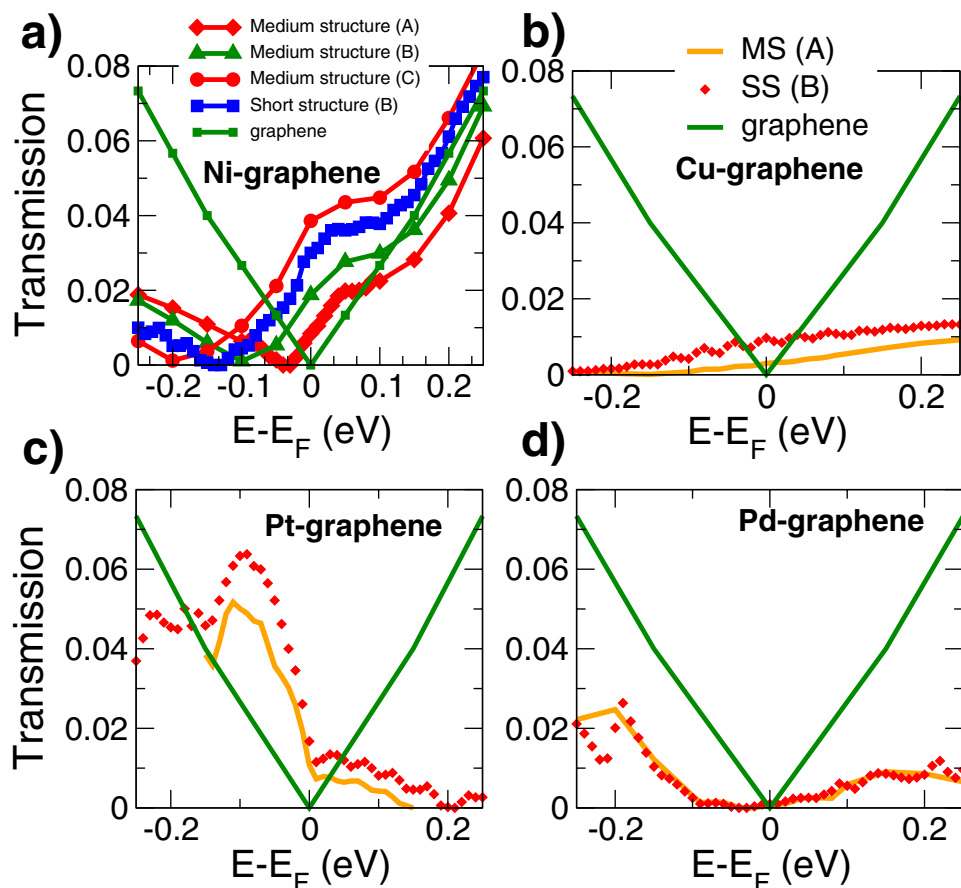 a)
Medium structure (A)
Medium structure (B)
Medium structure (C)
Short structure (B)
graphene
Ni-graphene
Transmission
0.08
0.06
0.04
0.02
0
-0.2 -0.1 0 0.1 0.2
E-EF (eV)
b)
MS (A)
SS (B)
graphene
Cu-graphene
0.08
0.06
0.04
0.02
0
-0.2 0 0.2
E-EF (eV)
c)
Pt-graphene
Transmission
0.08
0.06
0.04
0.02
0
-0.2 0 0.2
E-EF (eV)
d)
Pd-graphene
0.08
0.06
0.04
0.02
0
-0.2 0 0.2
E-EF (eV)